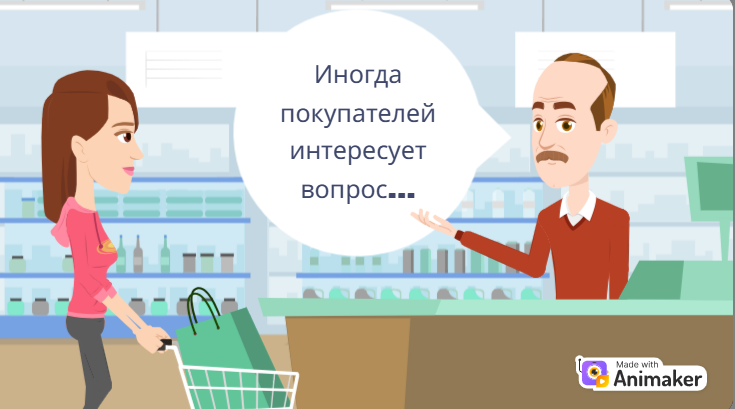 Иногда
покупателей
интересует
вопрос...
Made with
Animaker